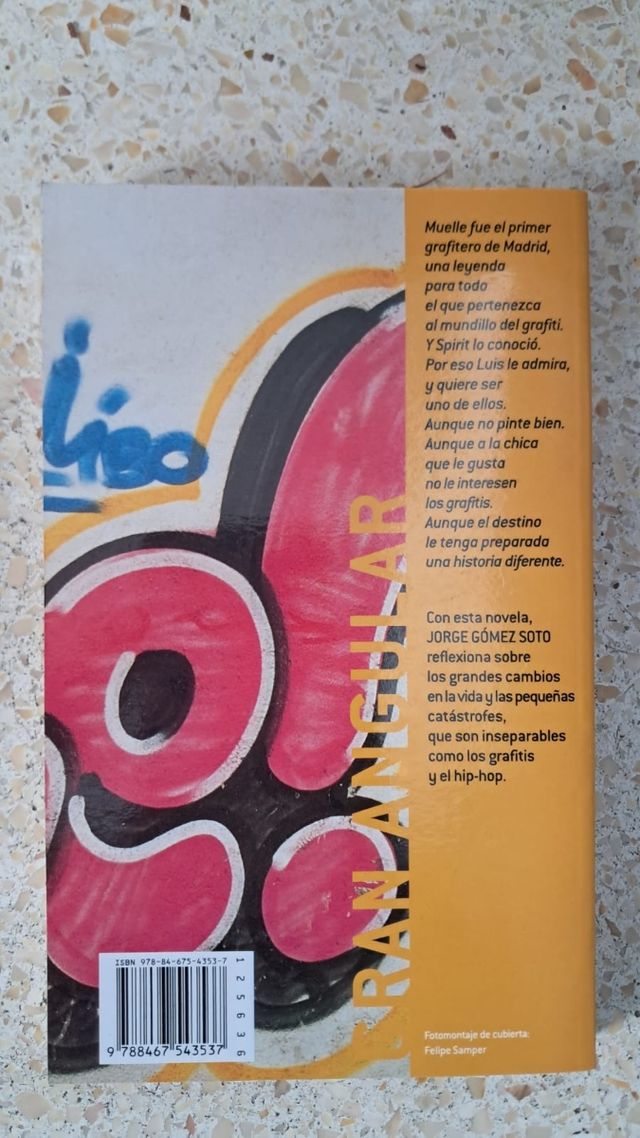 Libo
GRAN ANGULAR
ISBN 978-84-675-4353-7
125636
9 788467 543537
Muelle fue el primer
grafitero de Madrid,
una leyenda
para todo
el que pertenezca
al mundillo del grafiti.
Y Spirit lo conoció.
Por eso Luis le admira,
y quiere ser
uno de ellos.
Aunque no pinte bien.
Aunque a la chica
que le gusta
no le interesen
los grafitis.
Aunque el destino
le tenga preparada
una historia diferente.
Con esta novela,
JORGE GÓMEZ SOTO
reflexiona sobre
los grandes cambios
en la vida y las pequeñas
catástrofes,
que son inseparables
como los grafitis
y el hip-hop.
Fotomontaje de cubierta:
Felipe Samper